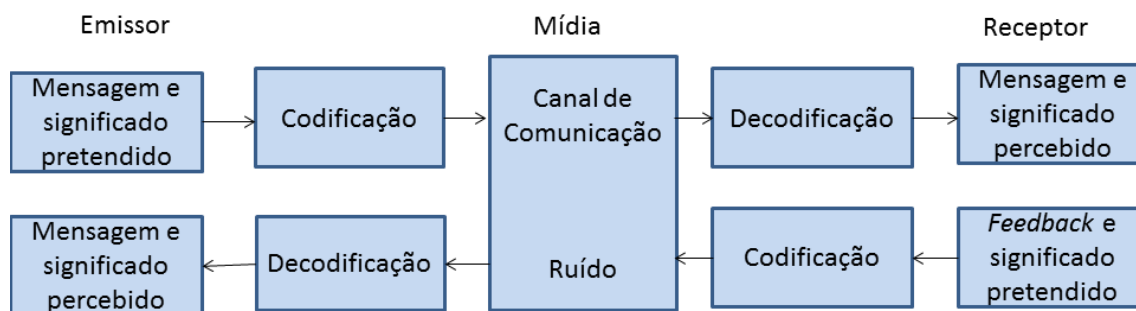 Emissor
Mídia
Receptor
Mensagem e
significado
pretendido
Codificação
Canal de
Comunicação
Decodificação
Mensagem e
significado
percebido
Mensagem e
significado
percebido
Decodificação
Ruído
Codificação
Feedback e
significado
pretendido